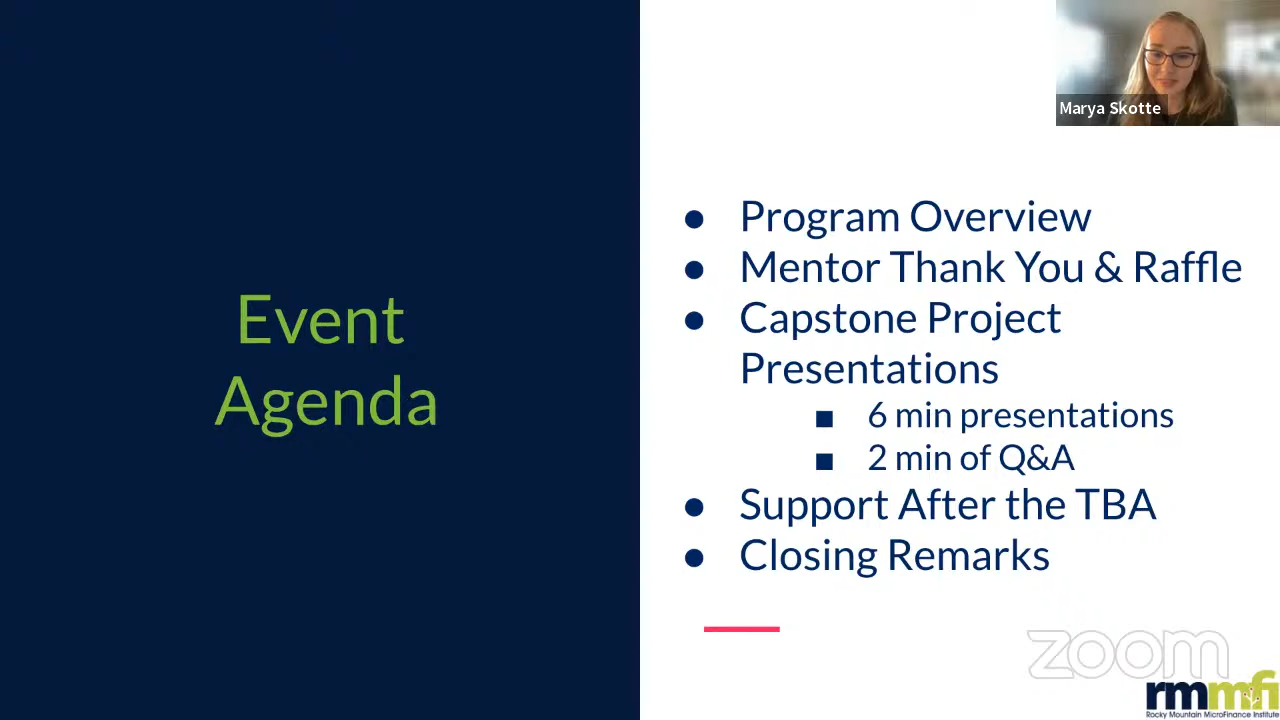 Marya Skotte
Event
Agenda
● Program Overview
● Mentor Thank You & Raffle
● Capstone Project
Presentations
■ 6 min presentations
■ 2 min of Q&A
● Support After the TBA
● Closing Remarks
zoom
rmmfi
Rocky Mountain MicroFinance Institute